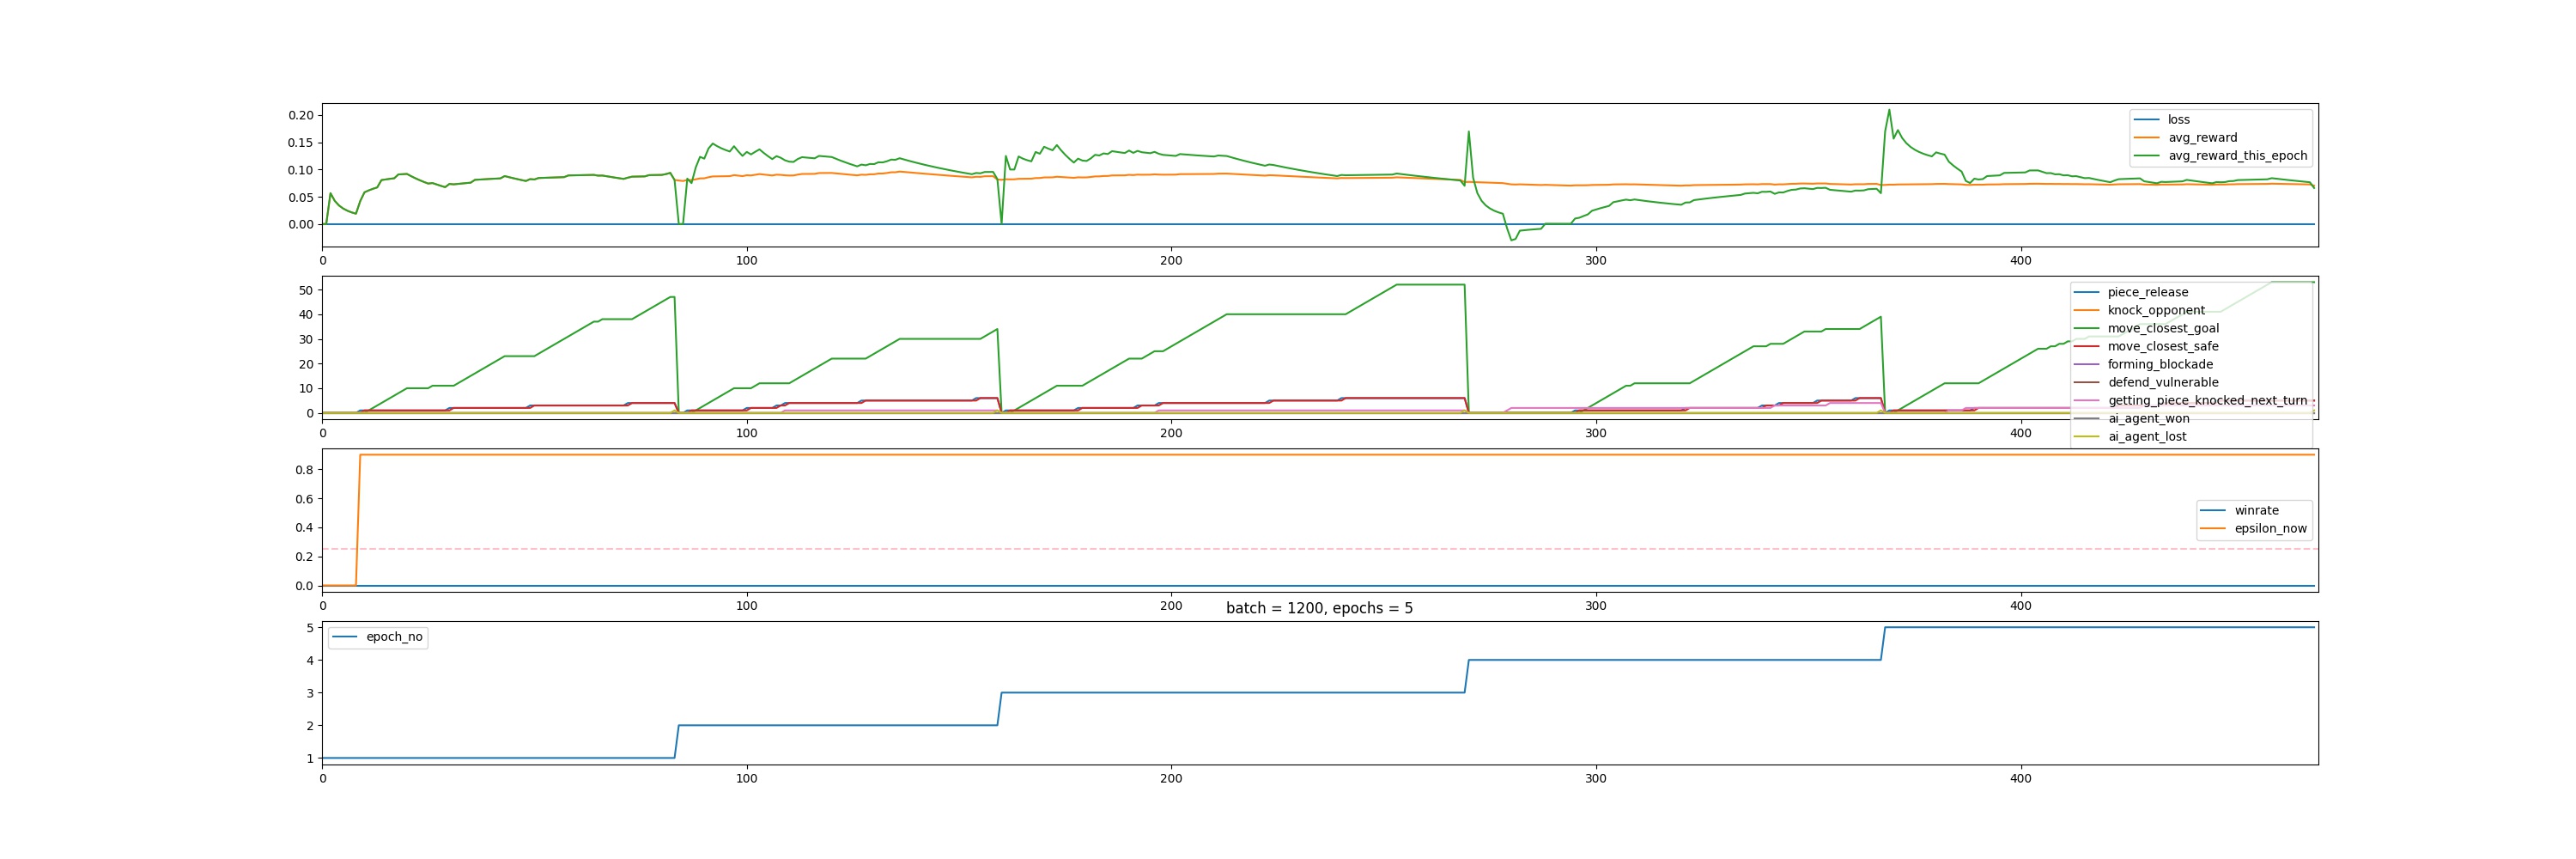 0.20
0.15
0.10
0.05
0.00
loss
avg_reward
avg_reward_this_epoch
0 100 200 300 400
50
40
30
20
10
0
piece_release
knock_opponent
move_closest_goal
move_closest_safe
forming_blockade
defend_vulnerable
getting_piece_knocked_next_turn
ai_agent_won
ai_agent_lost
0 100 200 300 400
0.8
0.6
0.4
0.2
0.0
winrate
epsilon_now
0 100 200 300 400
batch = 1200, epochs = 5
5
4
3
2
1
epoch_no
0 100 200 300 400